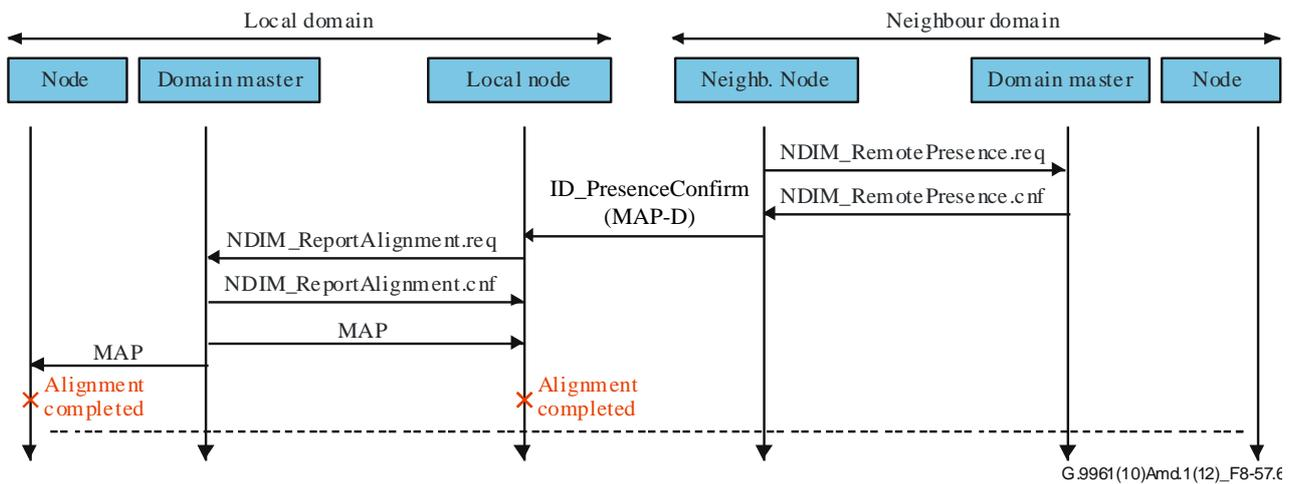 Local domain
Neighbour domain
Node
Domain master
Local node
Neighb. Node
Domain master
Node
NDIM_RemotePresence.req
ID_PresenceConfirm
(MAP-D)
NDIM_RemotePresence.cnf
NDIM_ReportAlignment.req
NDIM_ReportAlignment.cnf
MAP
MAP
Alignment
completed
Alignment
completed
G.9961(10)Amd.1(12)_F8-57.6